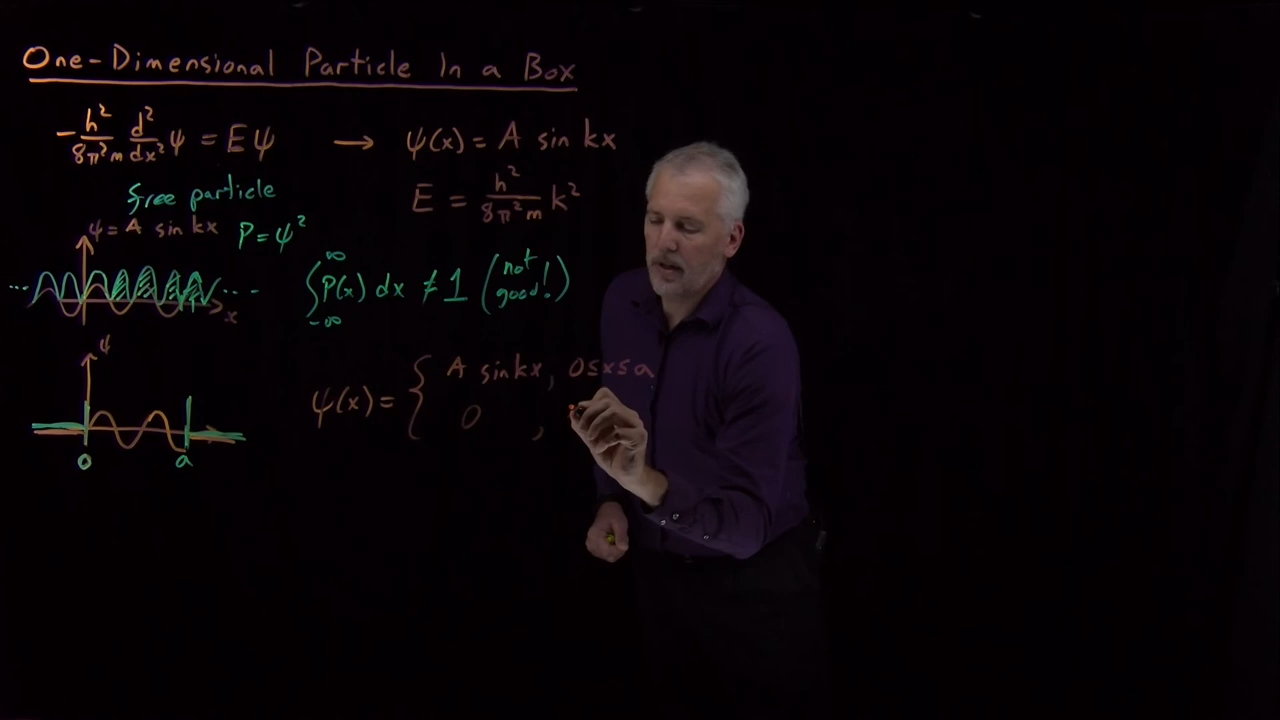 One-Dimensional Particle In a Box
-h²/8π²m d²/dx² ψ = Eψ → ψ(x) = A sin kx
E = h²/8π²m k²
free particle
ψ = A sin kx P = ψ²
∫_{-∞}^{∞} P(x) dx ≠ 1 (not good!)
... ...
x
ψ
ψ(x) = { A sin kx, 0≤x≤a
0 ,
0 a